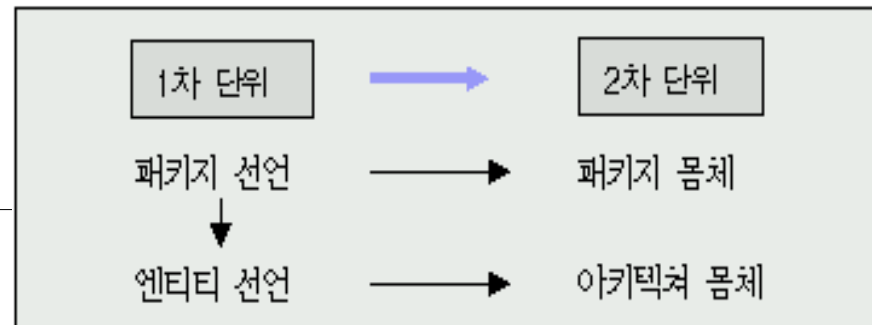 1차 단위
2차 단위
패키지 선언
패키지 몸체
엔티티 선언
아키텍쳐 몸체